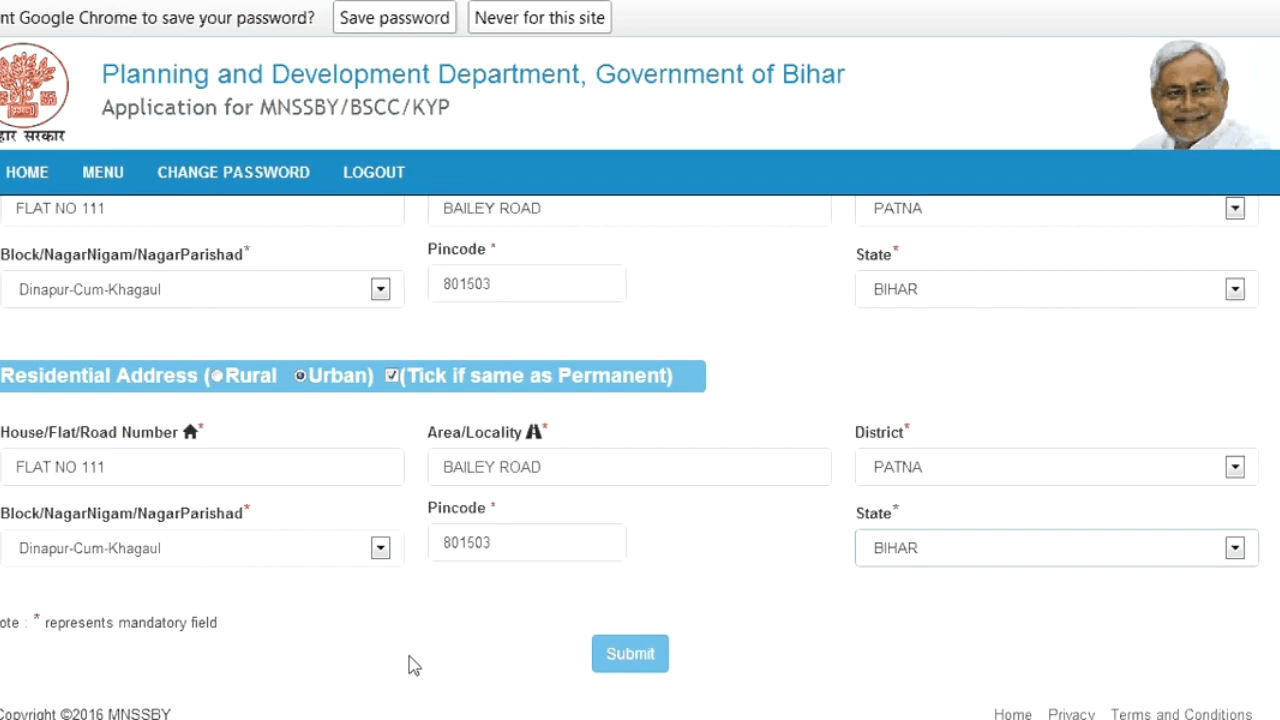 nt Google Chrome to save your password? Save password Never for this site
Planning and Development Department, Government of Bihar
Application for MNSSBY/BSCC/KYP
हार सरकार
HOME MENU CHANGE PASSWORD LOGOUT
FLAT NO 111 BAILEY ROAD PATNA
Block/NagarNigam/NagarParishad* Pincode * State*
Dinapur-Cum-Khagaul 801503 BIHAR
Residential Address (Rural Urban) (Tick if same as Permanent)
House/Flat/Road Number * Area/Locality * District*
FLAT NO 111 BAILEY ROAD PATNA
Block/NagarNigam/NagarParishad* Pincode * State*
Dinapur-Cum-Khagaul 801503 BIHAR
ote : * represents mandatory field
Submit
Copyright ©2016 MNSSBY Home Privacy Terms and Conditions